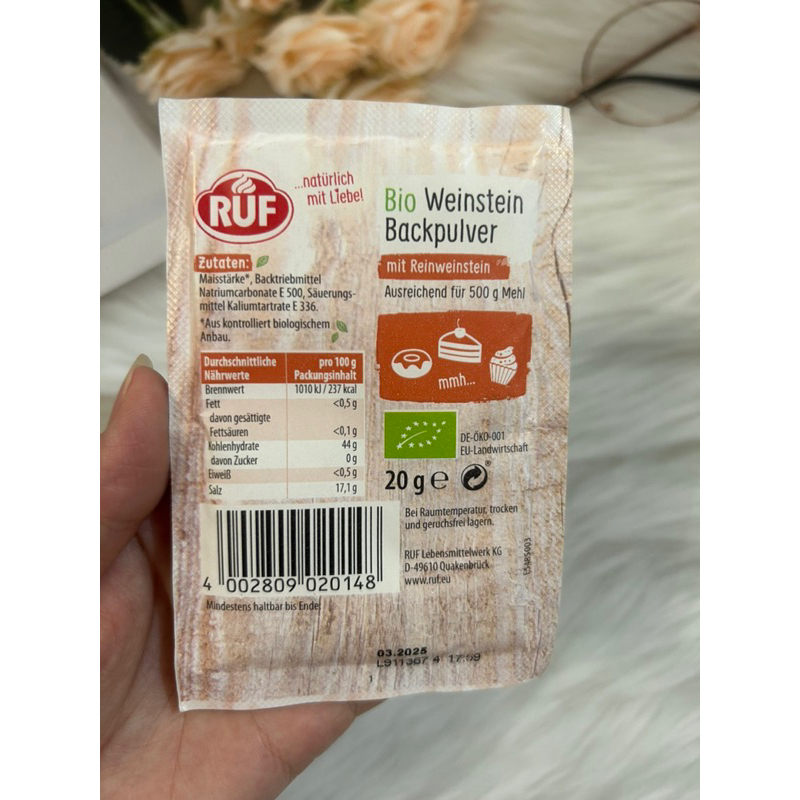 RUF
...natürlich
mit Liebe!
Zutaten:
Maisstärke*, Backtriebmittel
Natriumcarbonate E 500, Säuerungs-
mittel Kaliumtartrate E 336.
*Aus kontrolliert biologischem
Anbau.
Durchschnittliche pro 100 g
Nährwerte Packungsinhalt
Brennwert 1010 kJ / 237 kcal
Fett <0,5 g
davon gesättigte
Fettsäuren <0,1 g
Kohlenhydrate 44 g
davon Zucker 0 g
Eiweiß <0,5 g
Salz 17,1 g
4 002809 020148
Mindestens haltbar bis Ende:
Bio Weinstein
Backpulver
mit Reinweinstein
Ausreichend für 500 g Mehl
mmh...
DE-ÖKO-001
EU-Landwirtschaft
20 g ℮
Bei Raumtemperatur, trocken
und geruchsfrei lagern.
RUF Lebensmittelwerk KG
D-49610 Quakenbrück
www.ruf.eu
03.2025